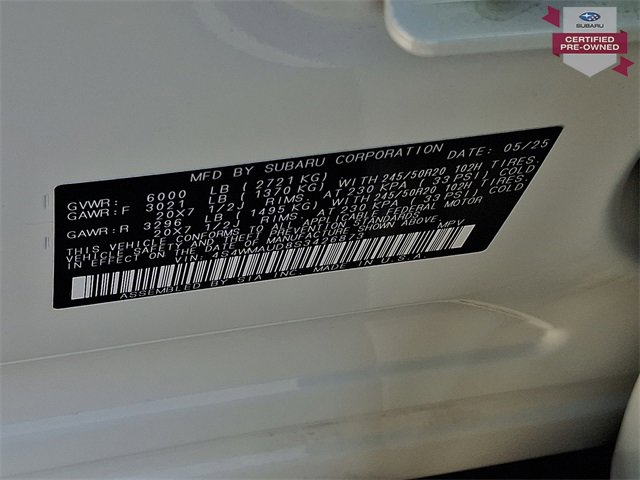 SUBARU
CERTIFIED
PRE-OWNED
MFD BY SUBARU CORPORATION DATE: 05/25
GVWR: 6000 LB ( 2721 KG)
GAWR:F 3021 LB ( 1370 KG) WITH 245/50R20 102H TIRES,
20X7 1/2J RIMS, AT 230 KPA ( 33 PSI) COLD
GAWR:R 3296 LB ( 1495 KG) WITH 245/50R20 102H TIRES,
20X7 1/2J RIMS, AT 230 KPA ( 33 PSI) COLD
THIS VEHICLE CONFORMS TO ALL APPLICABLE FEDERAL MOTOR
VEHICLE SAFETY AND THEFT PREVENTION STANDARDS
IN EFFECT ON THE DATE OF MANUFACTURE SHOWN ABOVE.
VIN: MPV
ASSEMBLED BY SIA INC. MADE IN U.S.A.